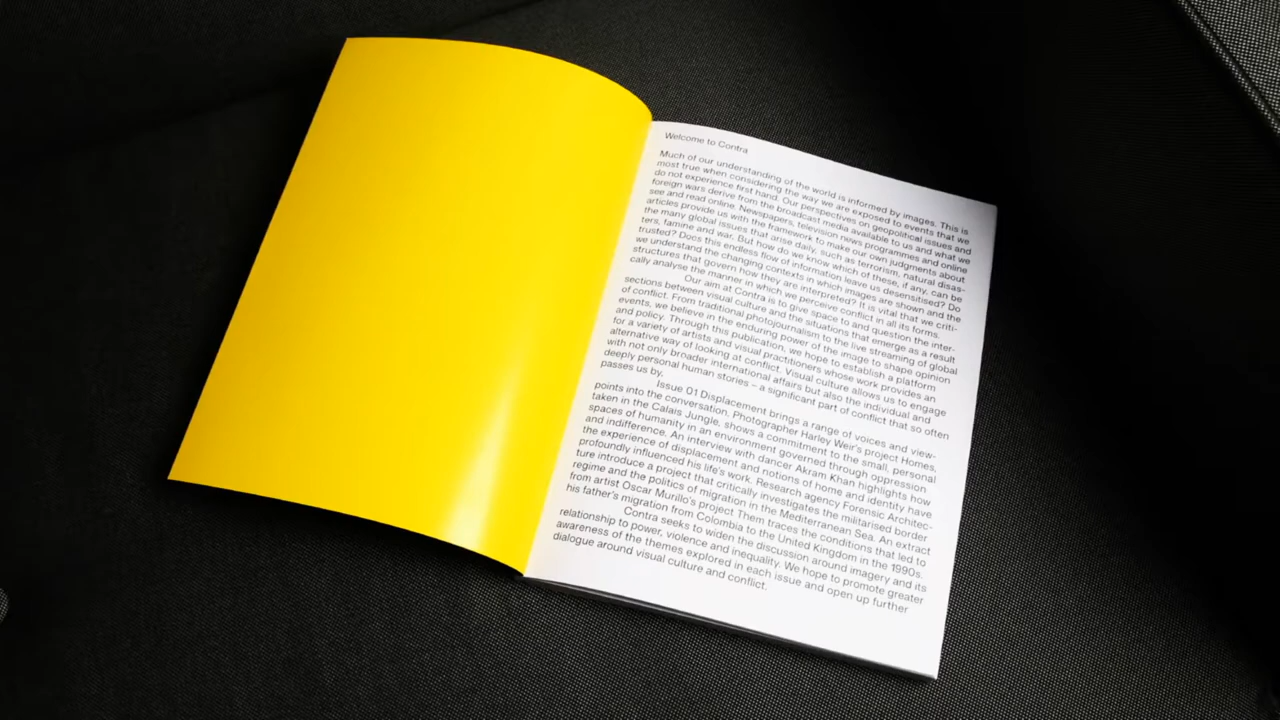 Welcome to Contra
Much of our understanding of the world is informed by images. This is
most true when considering the way we are exposed to events that we
do not experience first hand. Our perspectives on geopolitical issues and
foreign wars derive from the broadcast media available to us and what we
see and read online. Newspapers, television news programmes and online
articles provide us with the framework to make our own judgments about
the many global issues that arise daily, such as terrorism, natural disas-
ters, famine and war. But how do we know which of these, if any, can be
trusted? Does this endless flow of information leave us desensitised? Do
we understand the changing contexts in which images are shown and the
structures that govern how they are interpreted? It is vital that we criti-
cally analyse the manner in which we perceive conflict in all its forms.
Our aim at Contra is to give space to and question the inter-
sections between visual culture and the situations that emerge as a result
of conflict. From traditional photojournalism to the live streaming of global
events, we believe in the enduring power of the image to shape opinion
and policy. Through this publication, we hope to establish a platform
for a variety of artists and visual practitioners whose work provides an
alternative way of looking at conflict. Visual culture allows us to engage
with not only broader international affairs but also the individual and
deeply personal human stories – a significant part of conflict that so often
passes us by.
Issue 01 Displacement brings a range of voices and view-
points into the conversation. Photographer Harley Weir's project Homes,
taken in the Calais Jungle, shows a commitment to the small, personal
spaces of humanity in an environment governed through oppression
and indifference. An interview with dancer Akram Khan highlights how
the experience of displacement and notions of home and identity have
profoundly influenced his life's work. Research agency Forensic Architec-
ture introduce a project that critically investigates the militarised border
regime and the politics of migration in the Mediterranean Sea. An extract
from artist Oscar Murillo's project Them traces the conditions that led to
his father's migration from Colombia to the United Kingdom in the 1990s.
Contra seeks to widen the discussion around imagery and its
relationship to power, violence and inequality. We hope to promote greater
awareness of the themes explored in each issue and open up further
dialogue around visual culture and conflict.